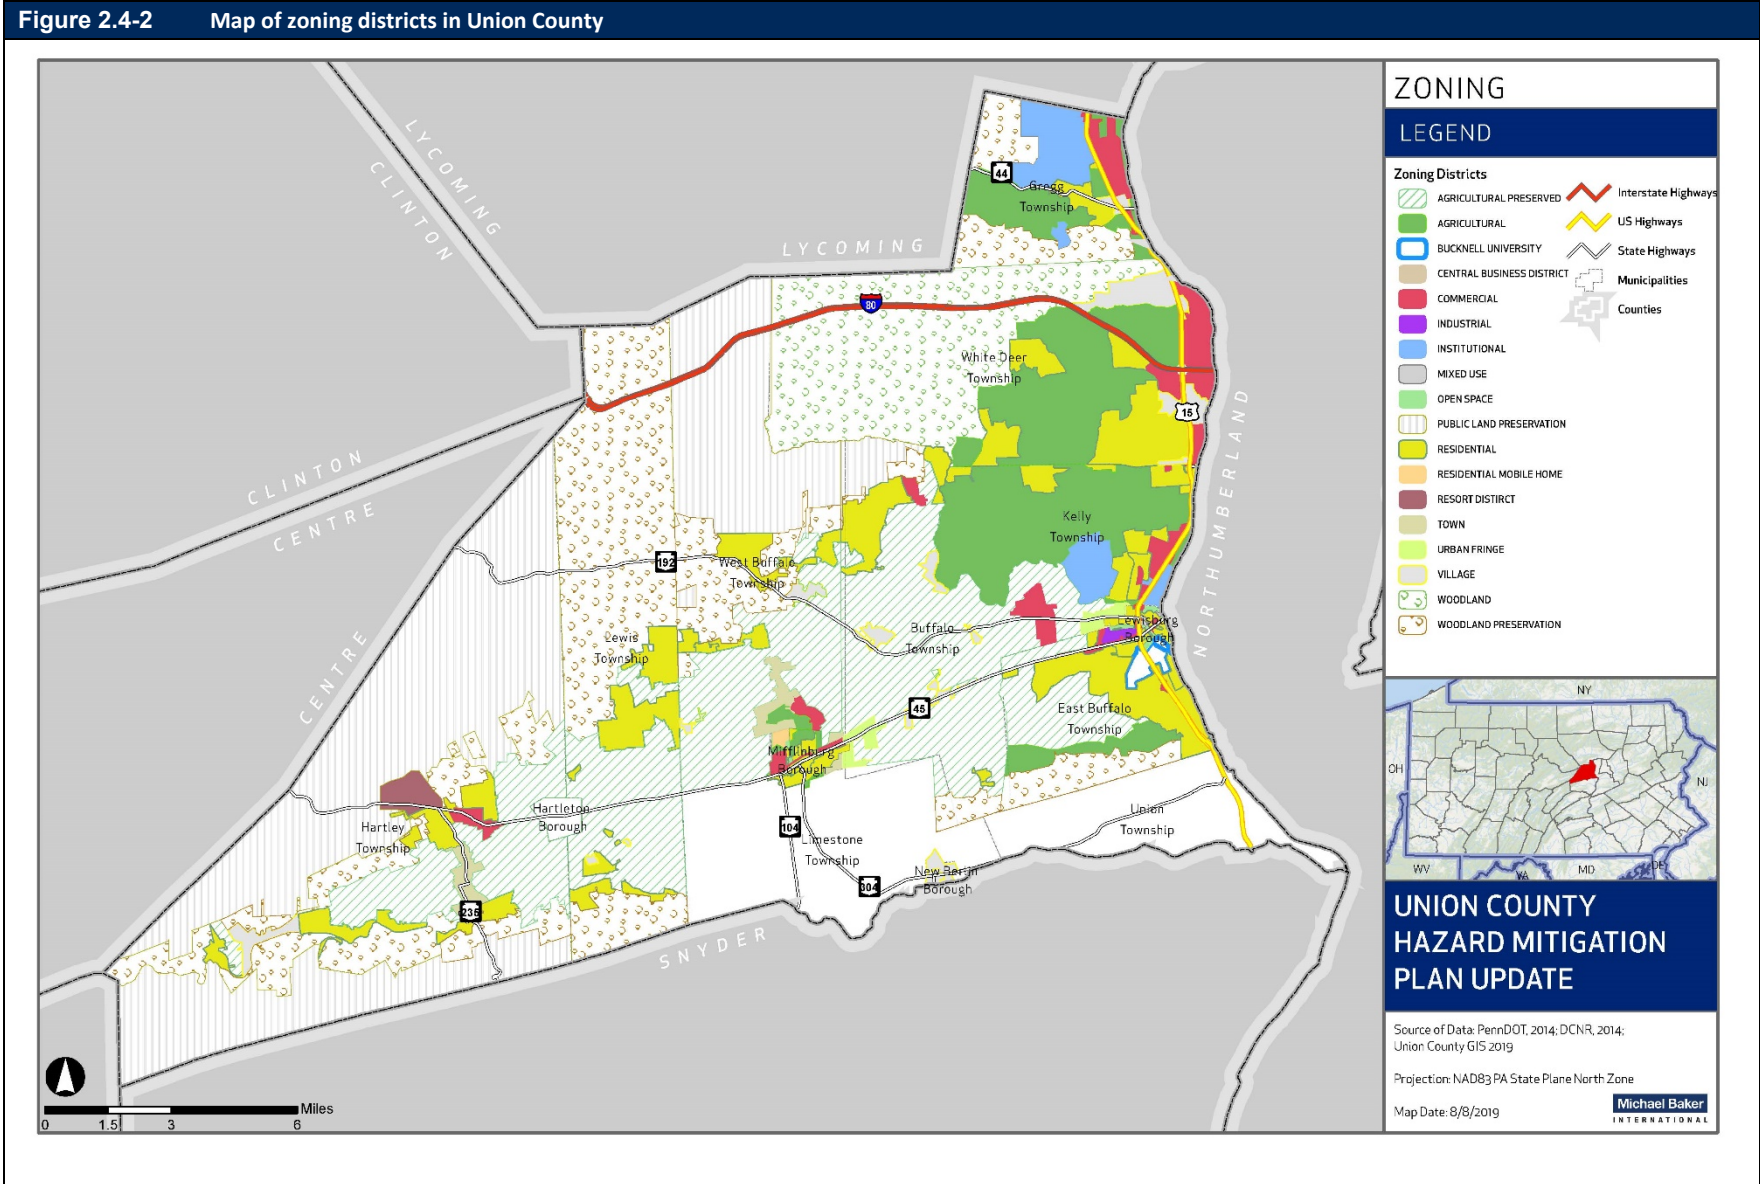 Figure 2.4-2 Map of zoning districts in Union County
LYCOMING
CLINTON
LYCOMING
CLINTON
CENTRE
CENTRE
NORTHUMBERLAND
SNYDER
44
Gregg
Township
80
White Deer
Township
15
Kelly
Township
192
West Buffalo
Township
Lewis
Township
Buffalo
Township
Lewisburg
Borough
45
East Buffalo
Township
Mifflinburg
Borough
Hartleton
Borough
Hartley
Township
104
Limestone
Township
Union
Township
304
New Berlin
Borough
235
Miles
0 1.5 3 6
ZONING
LEGEND
Zoning Districts
AGRICULTURAL PRESERVED
AGRICULTURAL
BUCKNELL UNIVERSITY
CENTRAL BUSINESS DISTRICT
COMMERCIAL
INDUSTRIAL
INSTITUTIONAL
MIXED USE
OPEN SPACE
PUBLIC LAND PRESERVATION
RESIDENTIAL
RESIDENTIAL MOBILE HOME
RESORT DISTIRCT
TOWN
URBAN FRINGE
VILLAGE
WOODLAND
WOODLAND PRESERVATION
Interstate Highways
US Highways
State Highways
Municipalities
Counties
NY
OH
NJ
WV
VA
MD
DE
UNION COUNTY
HAZARD MITIGATION
PLAN UPDATE
Source of Data: PennDOT, 2014; DCNR, 2014;
Union County GIS 2019
Projection: NAD83 PA State Plane North Zone
Map Date: 8/8/2019
Michael Baker
INTERNATIONAL